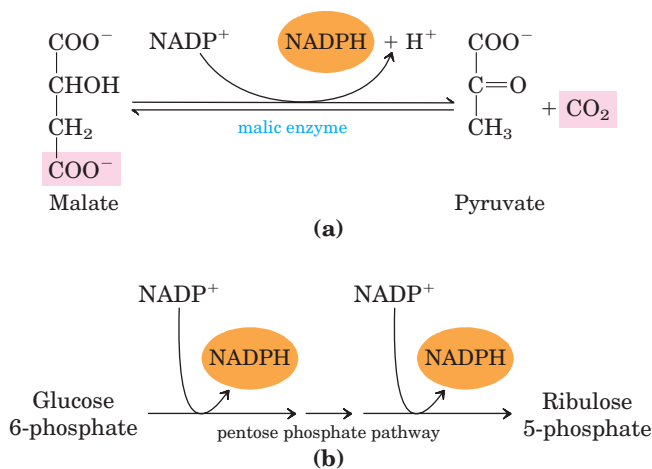 COO⁻ NADP⁺ NADPH + H⁺ COO⁻
CHOH C=O
CH₂ malic enzyme CH₃ + CO₂
COO⁻
Malate Pyruvate
(a)
NADP⁺ NADP⁺
NADPH NADPH
Glucose Ribulose
6-phosphate pentose phosphate pathway 5-phosphate
(b)